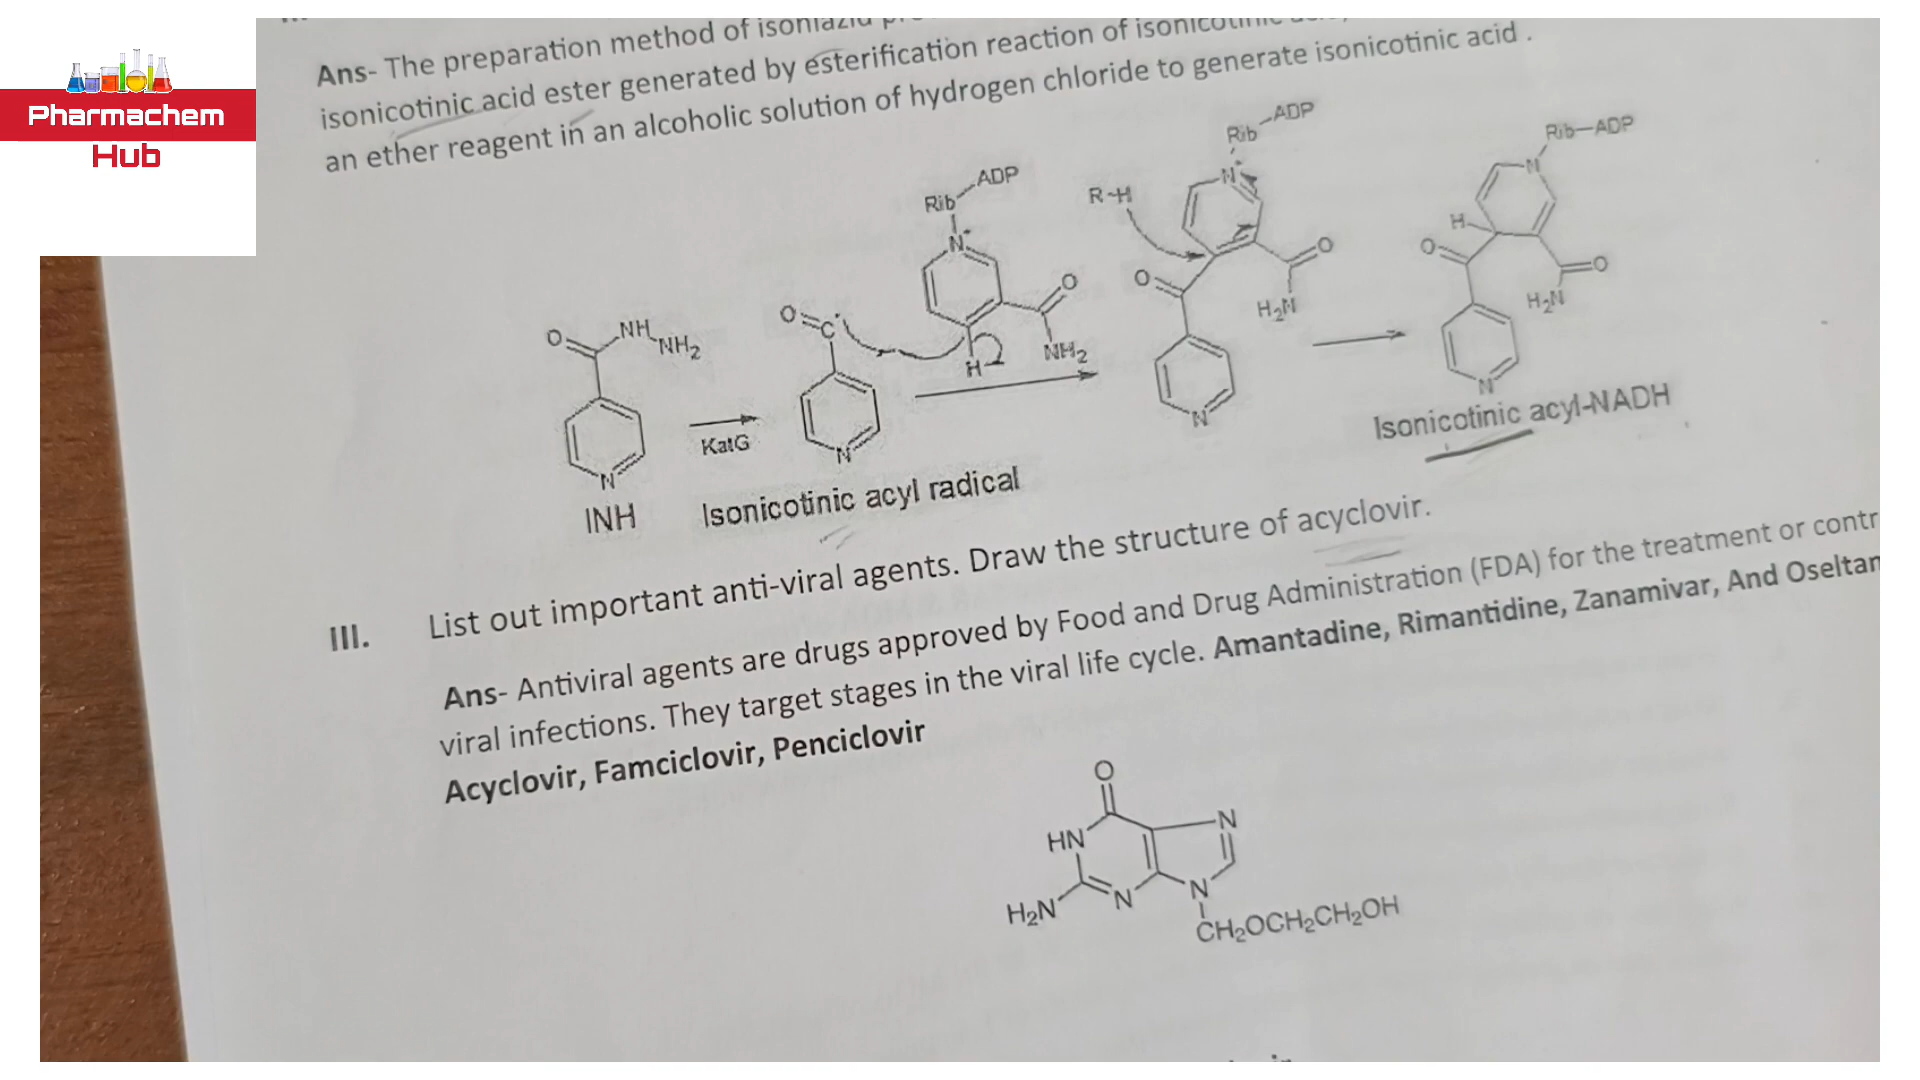 Pharmachem
Hub
Ans- The preparation method of isoniazid
isonicotinic acid ester generated by esterification reaction of isonicotinic
an ether reagent in an alcoholic solution of hydrogen chloride to generate isonicotinic acid .
O
NH
NH2
N
INH
KatG
O
C
N
Isonicotinic acyl radical
Rib
ADP
N+
O
NH2
H
R-H
Rib
ADP
N+
O
O
H2N
N
Rib-ADP
N
H
O
O
H2N
N
Isonicotinic acyl-NADH
III. List out important anti-viral agents. Draw the structure of acyclovir.
Ans- Antiviral agents are drugs approved by Food and Drug Administration (FDA) for the treatment or contr
viral infections. They target stages in the viral life cycle. Amantadine, Rimantidine, Zanamivar, And Oseltam
Acyclovir, Famciclovir, Penciclovir
O
HN
N
H2N
N
N
CH2OCH2CH2OH